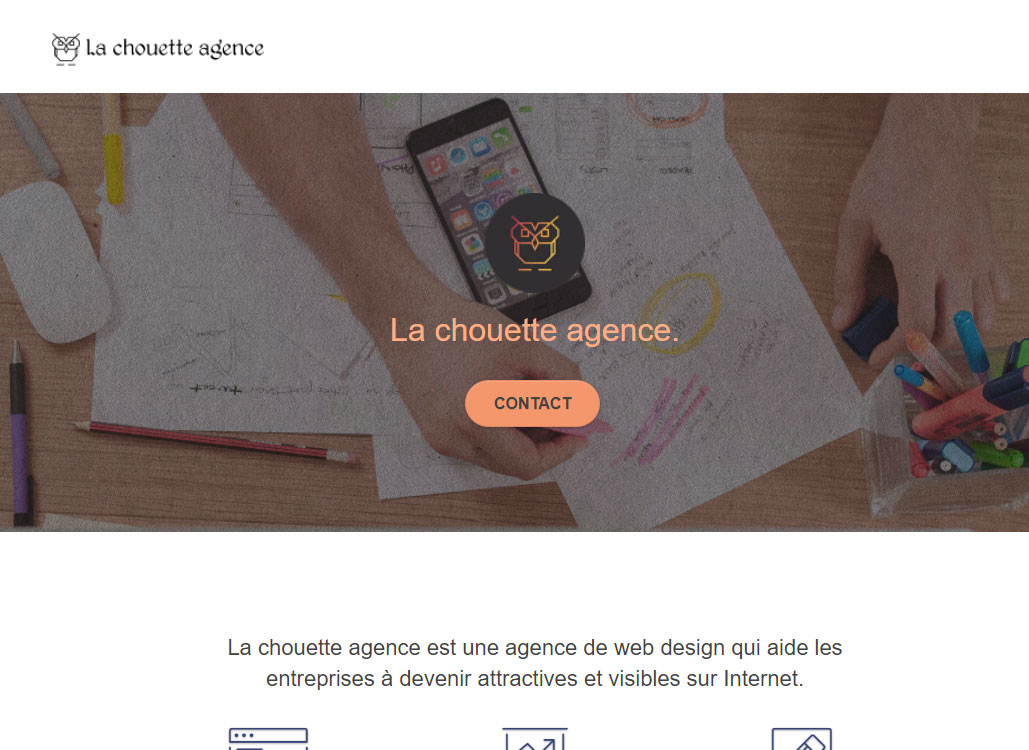 La chouette agence
La chouette agence.
CONTACT
La chouette agence est une agence de web design qui aide les
entreprises à devenir attractives et visibles sur Internet.